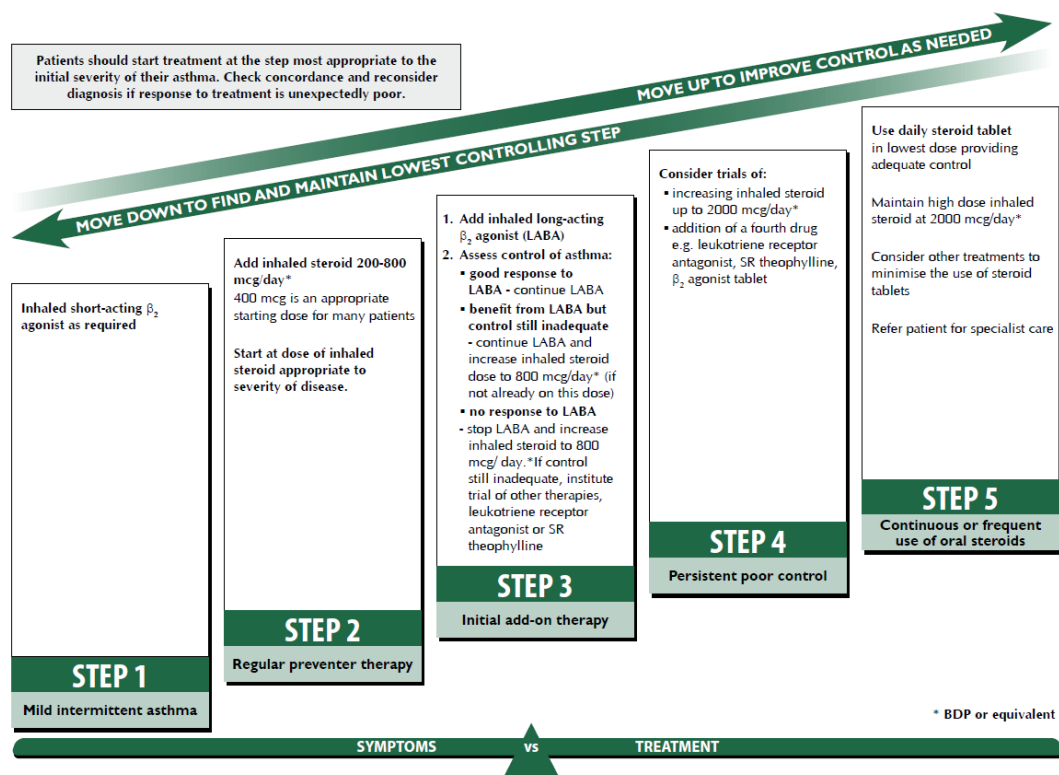 Patients should start treatment at the step most appropriate to the
initial severity of their asthma. Check concordance and reconsider
diagnosis if response to treatment is unexpectedly poor.
MOVE UP TO IMPROVE CONTROL AS NEEDED
MOVE DOWN TO FIND AND MAINTAIN LOWEST CONTROLLING STEP
Inhaled short-acting β₂
agonist as required
STEP 1
Mild intermittent asthma
Add inhaled steroid 200-800
mcg/day*
400 mcg is an appropriate
starting dose for many patients
Start at dose of inhaled
steroid appropriate to
severity of disease.
STEP 2
Regular preventer therapy
1. Add inhaled long-acting
β₂ agonist (LABA)
2. Assess control of asthma:
▪ good response to
LABA - continue LABA
▪ benefit from LABA but
control still inadequate
- continue LABA and
increase inhaled steroid
dose to 800 mcg/day* (if
not already on this dose)
▪ no response to LABA
- stop LABA and increase
inhaled steroid to 800
mcg/ day.*If control
still inadequate, institute
trial of other therapies,
leukotriene receptor
antagonist or SR
theophylline
STEP 3
Initial add-on therapy
Consider trials of:
▪ increasing inhaled steroid
up to 2000 mcg/day*
▪ addition of a fourth drug
e.g. leukotriene receptor
antagonist, SR theophylline,
β₂ agonist tablet
STEP 4
Persistent poor control
Use daily steroid tablet
in lowest dose providing
adequate control
Maintain high dose inhaled
steroid at 2000 mcg/day*
Consider other treatments to
minimise the use of steroid
tablets
Refer patient for specialist care
STEP 5
Continuous or frequent
use of oral steroids
* BDP or equivalent
SYMPTOMS vs TREATMENT